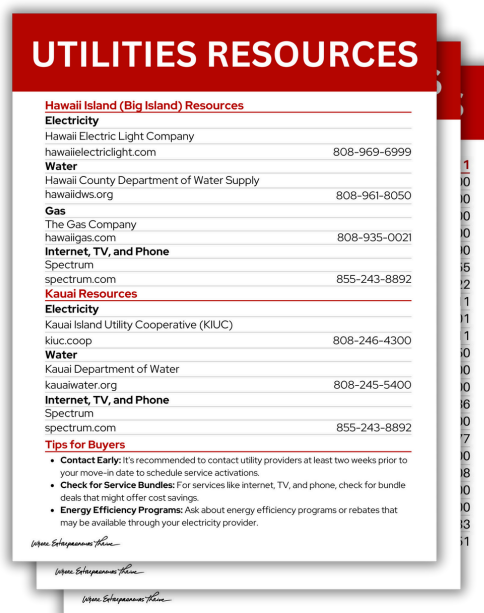 UTILITIES RESOURCES
Hawaii Island (Big Island) Resources
Electricity
Hawaii Electric Light Company
hawaiielectriclight.com 808-969-6999
Water
Hawaii County Department of Water Supply
hawaiidws.org 808-961-8050
Gas
The Gas Company
hawaiigas.com 808-935-0021
Internet, TV, and Phone
Spectrum
spectrum.com 855-243-8892
Kauai Resources
Electricity
Kauai Island Utility Cooperative (KIUC)
kiuc.coop 808-246-4300
Water
Kauai Department of Water
kauaiwater.org 808-245-5400
Internet, TV, and Phone
Spectrum
spectrum.com 855-243-8892
Tips for Buyers
• Contact Early: It's recommended to contact utility providers at least two weeks prior to
your move-in date to schedule service activations.
• Check for Service Bundles: For services like internet, TV, and phone, check for bundle
deals that might offer cost savings.
• Energy Efficiency Programs: Ask about energy efficiency programs or rebates that
may be available through your electricity provider.
Where Entrepreneurs Thrive
Where Entrepreneurs Thrive
Where Entrepreneurs Thrive